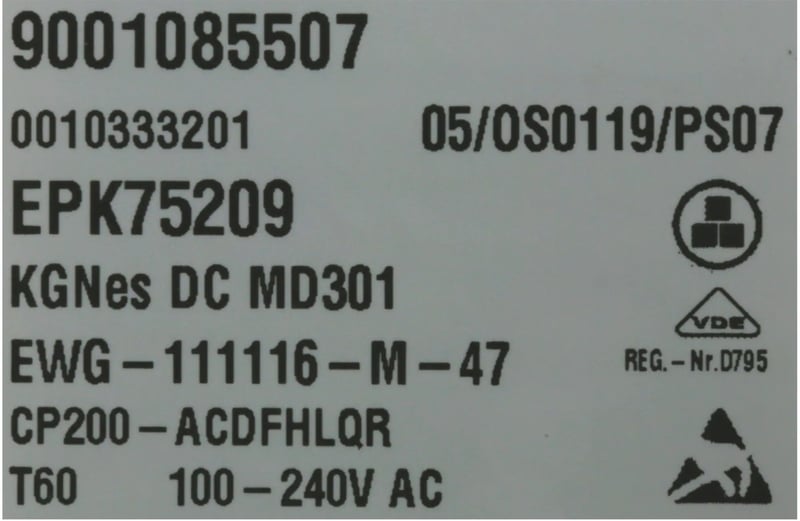 9001085507
0010333201 05/OS0119/PS07
EPK75209
KGNes DC MD301
EWG-111116-M-47
VDE
REG.-Nr.D795
CP200-ACDFHLQR
T60 100-240V AC